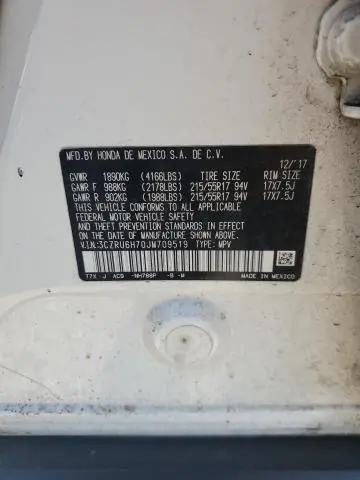 MFD.BY HONDA DE MEXICO S.A. DE C.V.
12/'17
GVWR 1890KG (4166LBS) TIRE SIZE RIM SIZE
GAWR F 988KG (2178LBS) 215/55R17 94V 17X7.5J
GAWR R 902KG (1988LBS) 215/55R17 94V 17X7.5J
THIS VEHICLE CONFORMS TO ALL APPLICABLE
FEDERAL MOTOR VEHICLE SAFETY
STANDARDS IN EFFECT ON THE DATE OF
MANUFACTURE SHOWN ABOVE.
V.I.N:3CZRU6H70JM709519 TYPE: MPV
T7X -J AC9 -NH788P -B -M MADE IN MEXICO